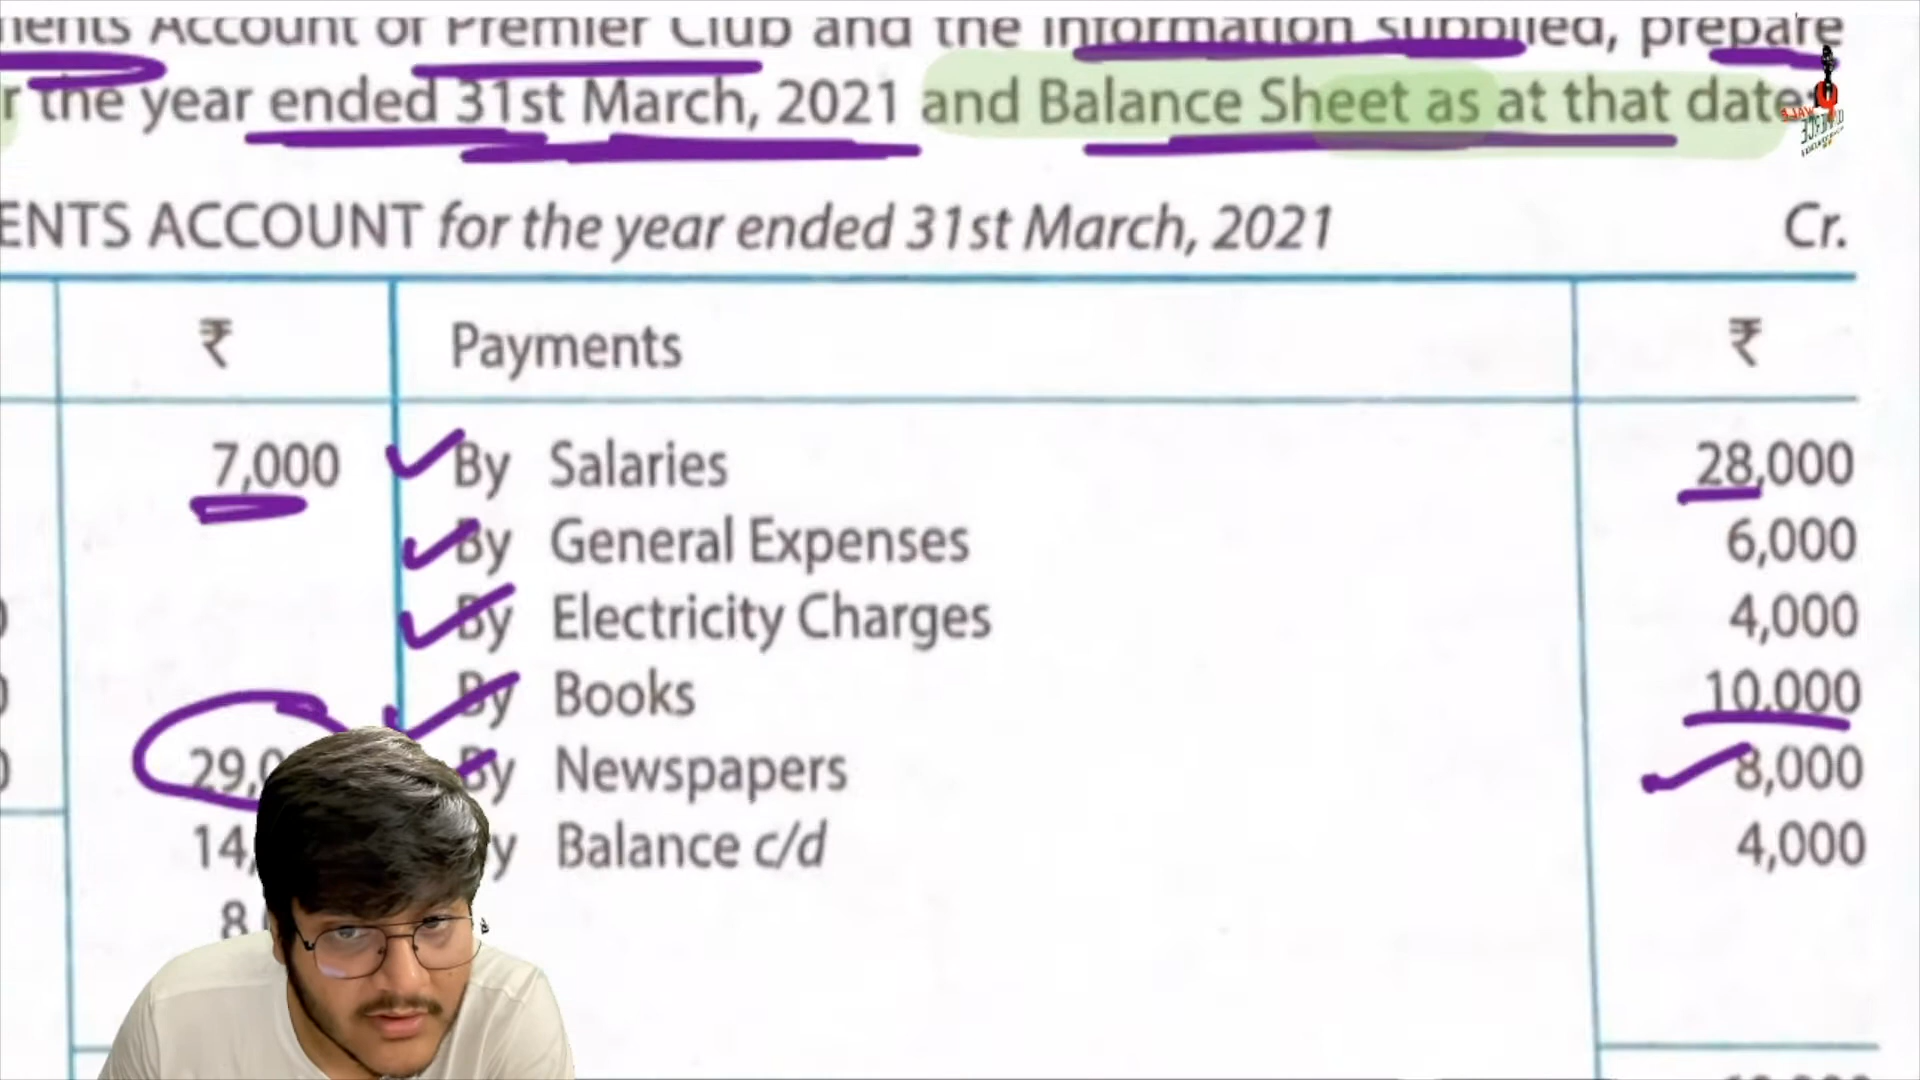 Account of Premier Club and the information supplied, prepare
the year ended 31st March, 2021 and Balance Sheet as at that date:
ACCOUNT for the year ended 31st March, 2021 Cr.
₹ Payments ₹
7,000 By Salaries 28,000
By General Expenses 6,000
By Electricity Charges 4,000
By Books 10,000
By Newspapers 8,000
Balance c/d 4,000